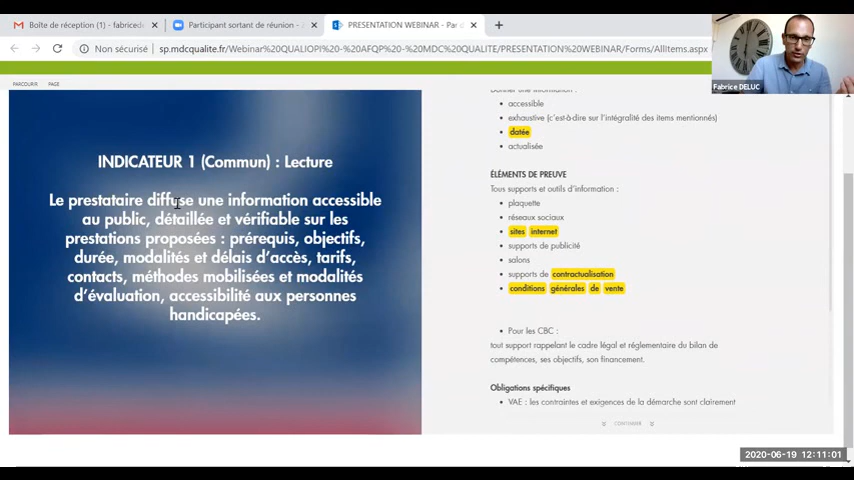 Boîte de réception (1) - fabriced
Participant sortant de réunion -
PRESENTATION WEBINAR - Par d
Non sécurisé
sp.mdcqualite.fr/Webinar%20QUALIOPI%20-%20AFQP%20-%20MDC%20QUALITE/PRESENTATION%20WEBINAR/Forms/AllItems.aspx
Fabrice DELUC
PARCOURIR PAGE
INDICATEUR 1 (Commun) : Lecture
Le prestataire diffuse une information accessible
au public, détaillée et vérifiable sur les
prestations proposées : prérequis, objectifs,
durée, modalités et délais d'accès, tarifs,
contacts, méthodes mobilisées et modalités
d'évaluation, accessibilité aux personnes
handicapées.
Donner une information :
• accessible
• exhaustive (c'est-à-dire sur l'intégralité des items mentionnés)
• datée
• actualisée
ÉLÉMENTS DE PREUVE
Tous supports et outils d'information :
• plaquette
• réseaux sociaux
• sites internet
• supports de publicité
• salons
• supports de contractualisation
• conditions générales de vente
• Pour les CBC :
tout support rappelant le cadre légal et réglementaire du bilan de
compétences, ses objectifs, son financement.
Obligations spécifiques
• VAE : les contraintes et exigences de la démarche sont clairement
CONTINUER
2020-06-19 12:11:01